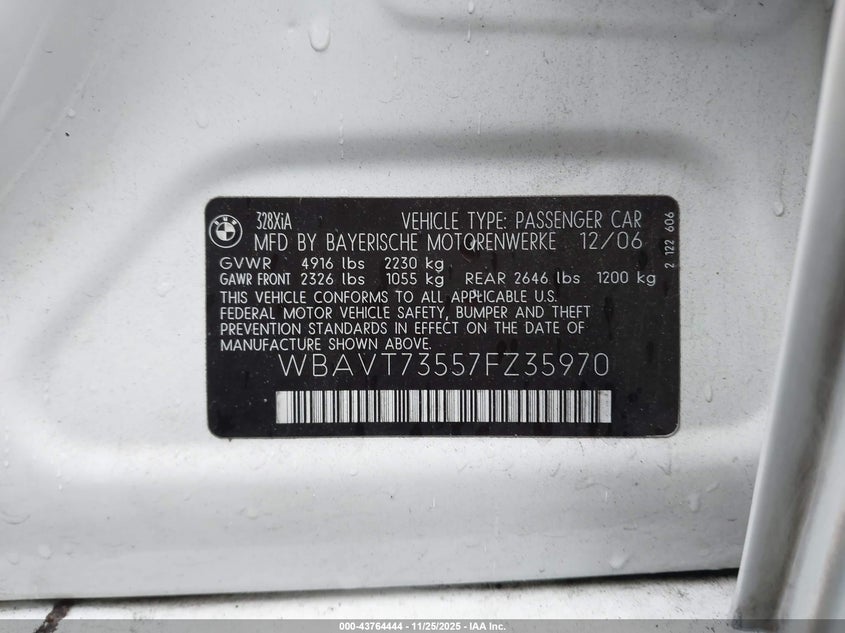 BMW
328XiA VEHICLE TYPE: PASSENGER CAR
MFD BY BAYERISCHE MOTORENWERKE 12/06
GVWR 4916 lbs 2230 kg
GAWR FRONT 2326 lbs 1055 kg REAR 2646 lbs 1200 kg
THIS VEHICLE CONFORMS TO ALL APPLICABLE U.S.
FEDERAL MOTOR VEHICLE SAFETY, BUMPER AND THEFT
PREVENTION STANDARDS IN EFFECT ON THE DATE OF
MANUFACTURE SHOWN ABOVE.
WBAVT73557FZ35970
2 122 606
000-43764444 - 11/25/2025 - IAA Inc.